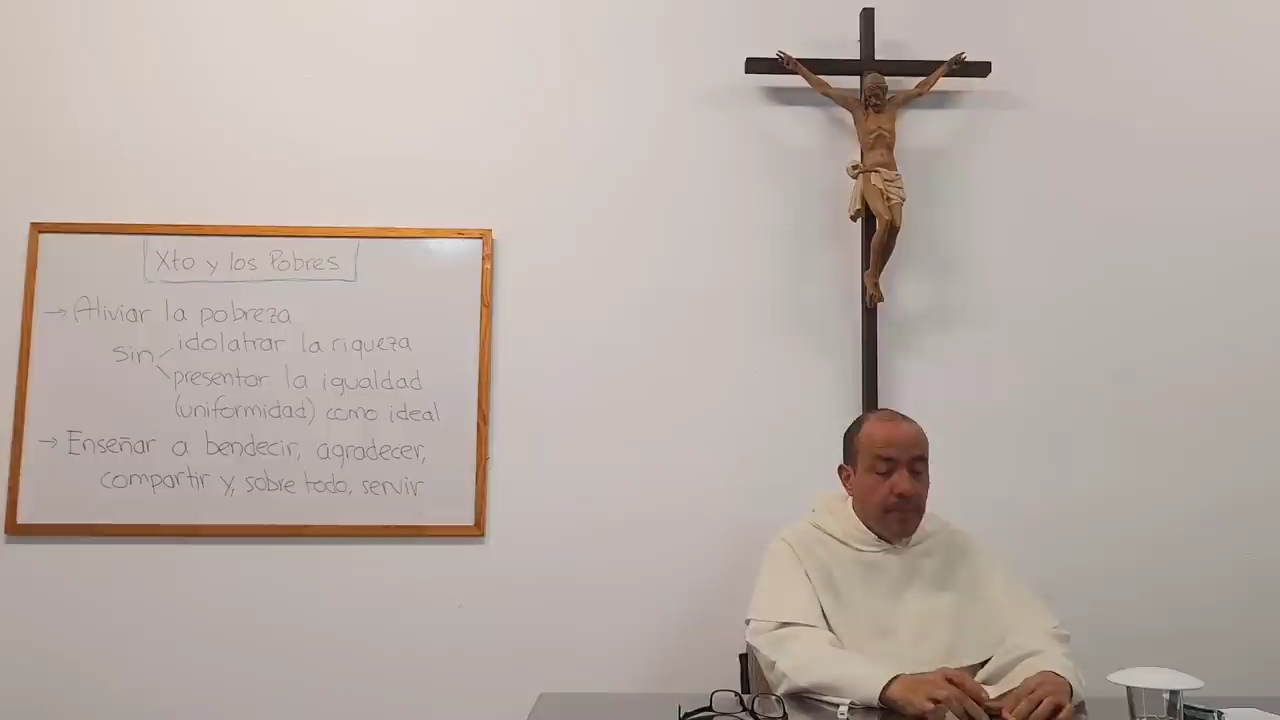 Xto y los Pobres
→ Aliviar la pobreza
sin idolatrar la riqueza
presentar la igualdad
(uniformidad) como ideal
→ Enseñar a bendecir, agradecer,
compartir y, sobre todo, servir